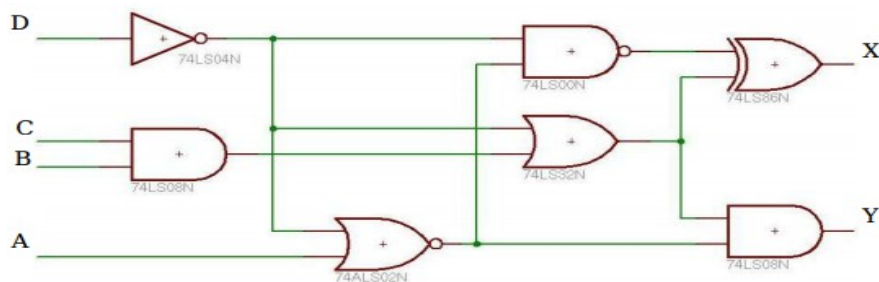 D
74LS04N
74LS00N
X
74LS86N
C
B
74LS08N
74LS32N
A
74ALS02N
Y
74LS08N